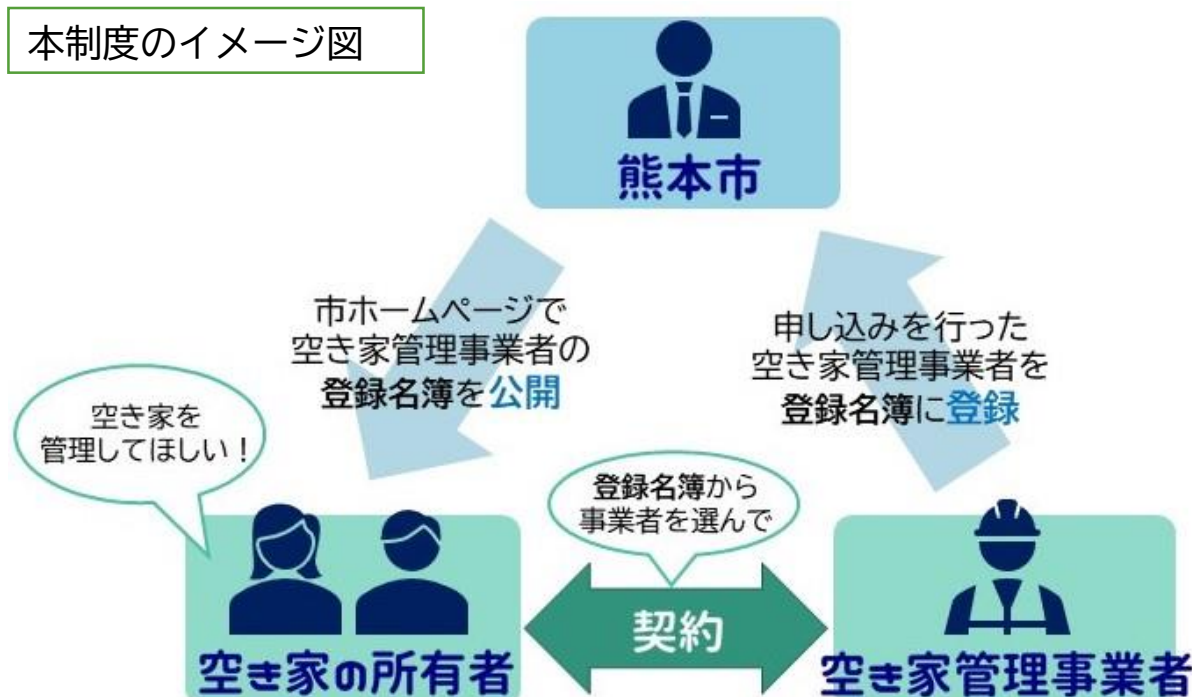 本制度のイメージ図
熊本市
市ホームページで
空き家管理事業者の
登録名簿を公開
申し込みを行った
空き家管理事業者を
登録名簿に登録
空き家を
管理してほしい！
登録名簿から
事業者を選んで
契約
空き家の所有者
空き家管理事業者